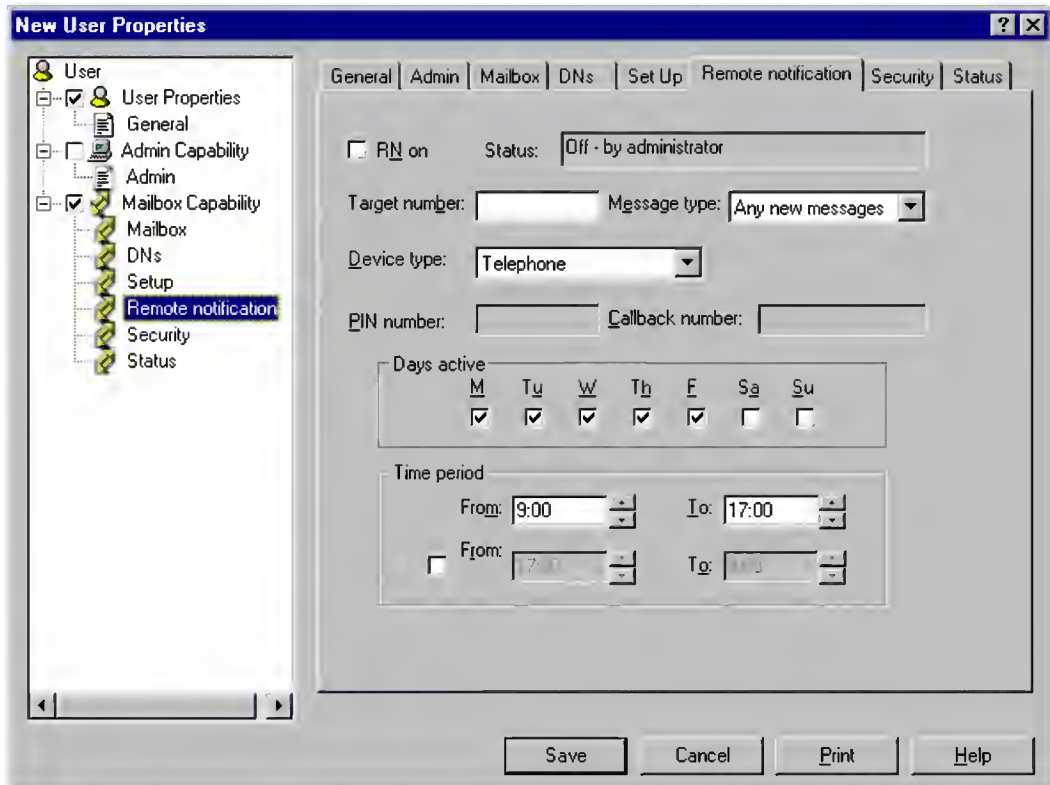 New User Properties
User
User Properties
General
Admin Capability
Admin
Mailbox Capability
Mailbox
DNs
Setup
Remote notification
Security
Status
General Admin Mailbox DNs Set Up Remote notification Security Status
RN on Status: Off - by administrator
Target number: Message type: Any new messages
Device type: Telephone
PIN number: Callback number:
Days active
M Tu W Th F Sa Su
Time period
From: 9:00 To: 17:00
From: 17:00 To:
Save Cancel Print Help